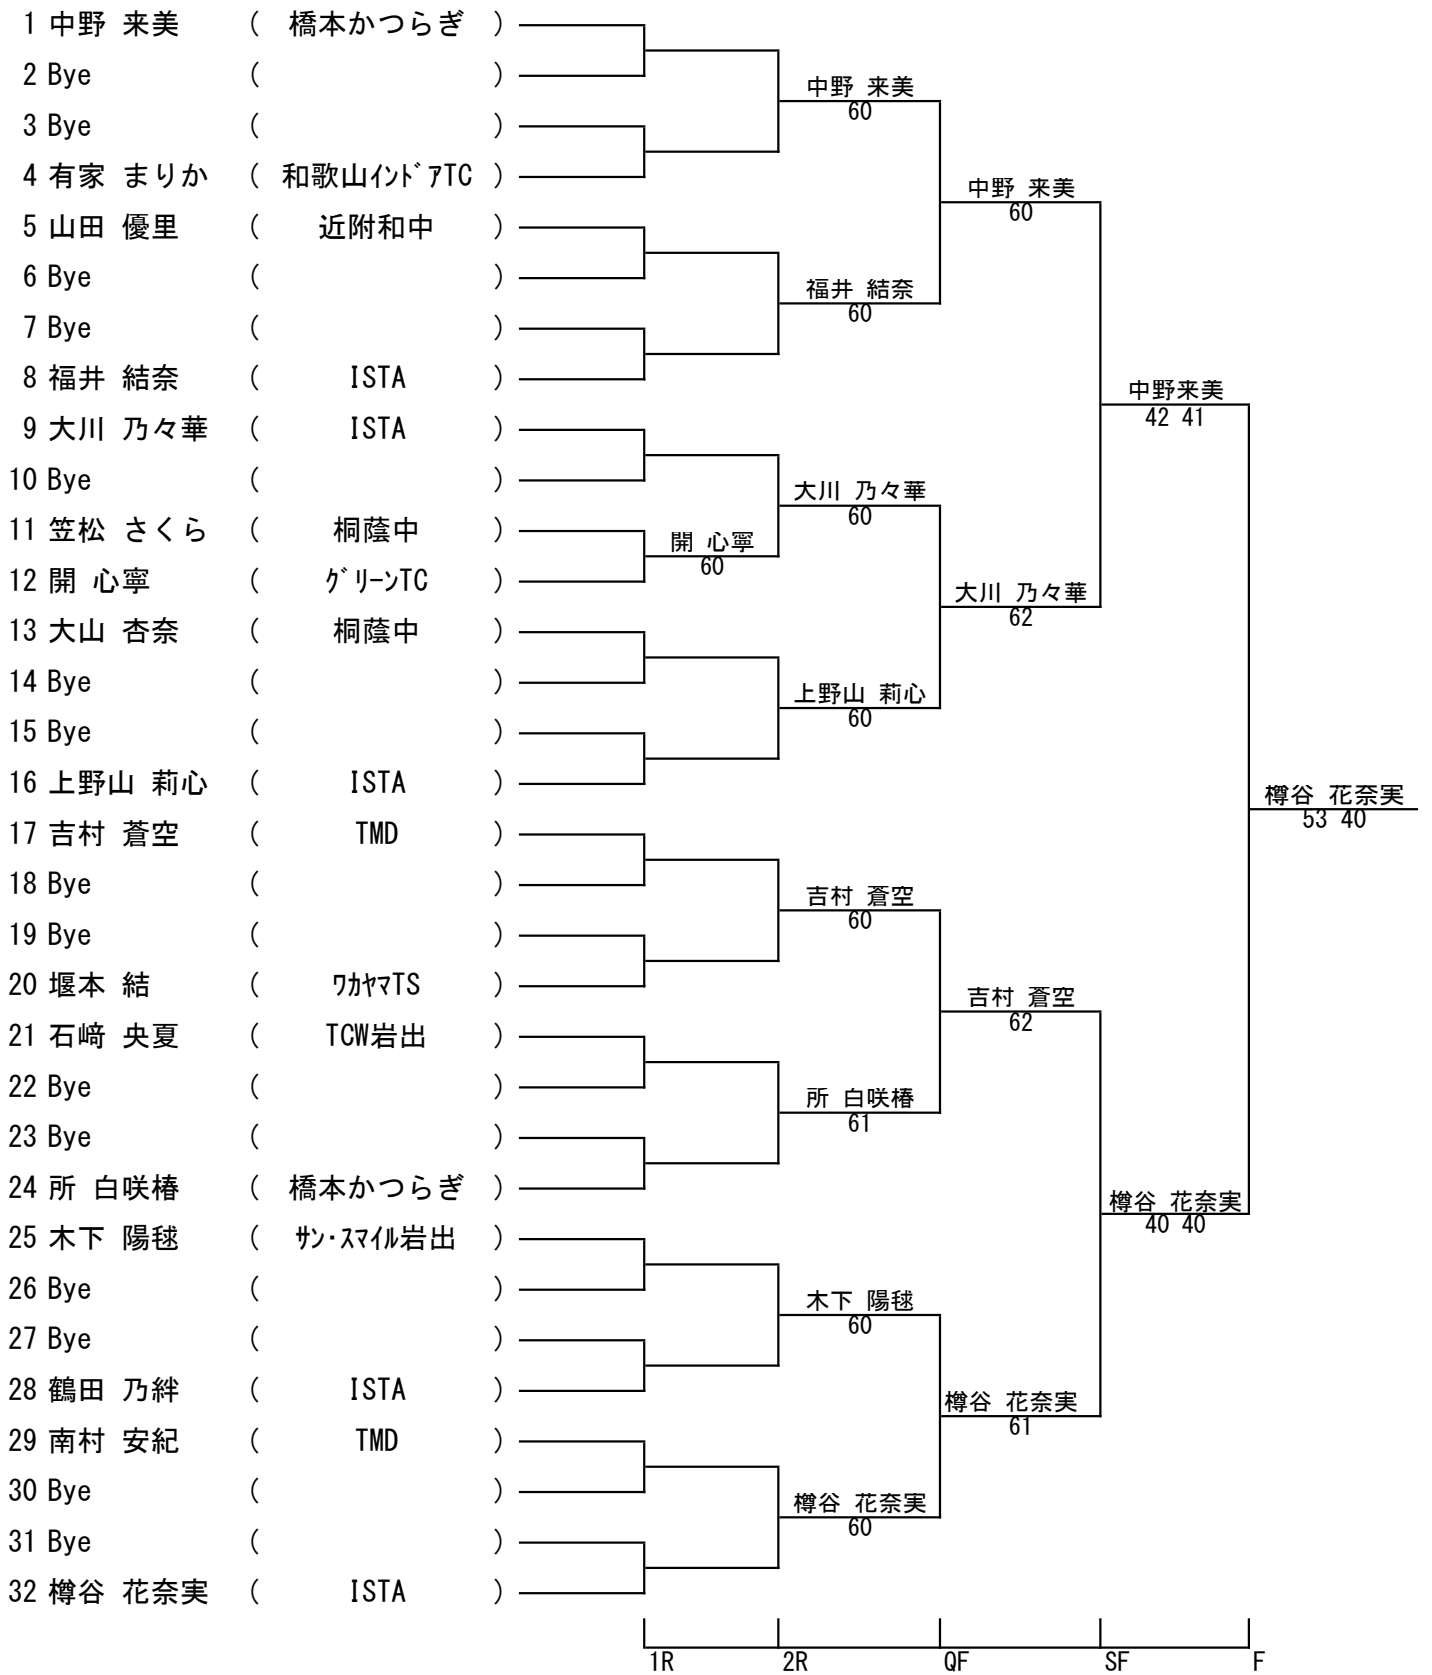 1 中野 来美 ( 橋本かつらぎ )
2 Bye ( )
中野 来美
60
3 Bye ( )
4 有家 まりか ( 和歌山ｲﾝﾄﾞｱTC )
中野 来美
60
5 山田 優里 ( 近附和中 )
6 Bye ( )
福井 結奈
60
7 Bye ( )
8 福井 結奈 ( ISTA )
中野来美
42 41
9 大川 乃々華 ( ISTA )
10 Bye ( )
大川 乃々華
60
11 笠松 さくら ( 桐蔭中 )
開 心寧
60
12 開 心寧 ( ｸﾞﾘｰﾝTC )
大川 乃々華
62
13 大山 杏奈 ( 桐蔭中 )
14 Bye ( )
上野山 莉心
60
15 Bye ( )
16 上野山 莉心 ( ISTA )
樽谷 花奈実
53 40
17 吉村 蒼空 ( TMD )
18 Bye ( )
吉村 蒼空
60
19 Bye ( )
20 堰本 結 ( ﾜｶﾔﾏTS )
吉村 蒼空
62
21 石﨑 央夏 ( TCW岩出 )
22 Bye ( )
所 白咲椿
61
23 Bye ( )
24 所 白咲椿 ( 橋本かつらぎ )
樽谷 花奈実
40 40
25 木下 陽毬 ( ｻﾝ･ｽﾏｲﾙ岩出 )
26 Bye ( )
木下 陽毬
60
27 Bye ( )
28 鶴田 乃絆 ( ISTA )
樽谷 花奈実
61
29 南村 安紀 ( TMD )
30 Bye ( )
樽谷 花奈実
60
31 Bye ( )
32 樽谷 花奈実 ( ISTA )
1R 2R QF SF F